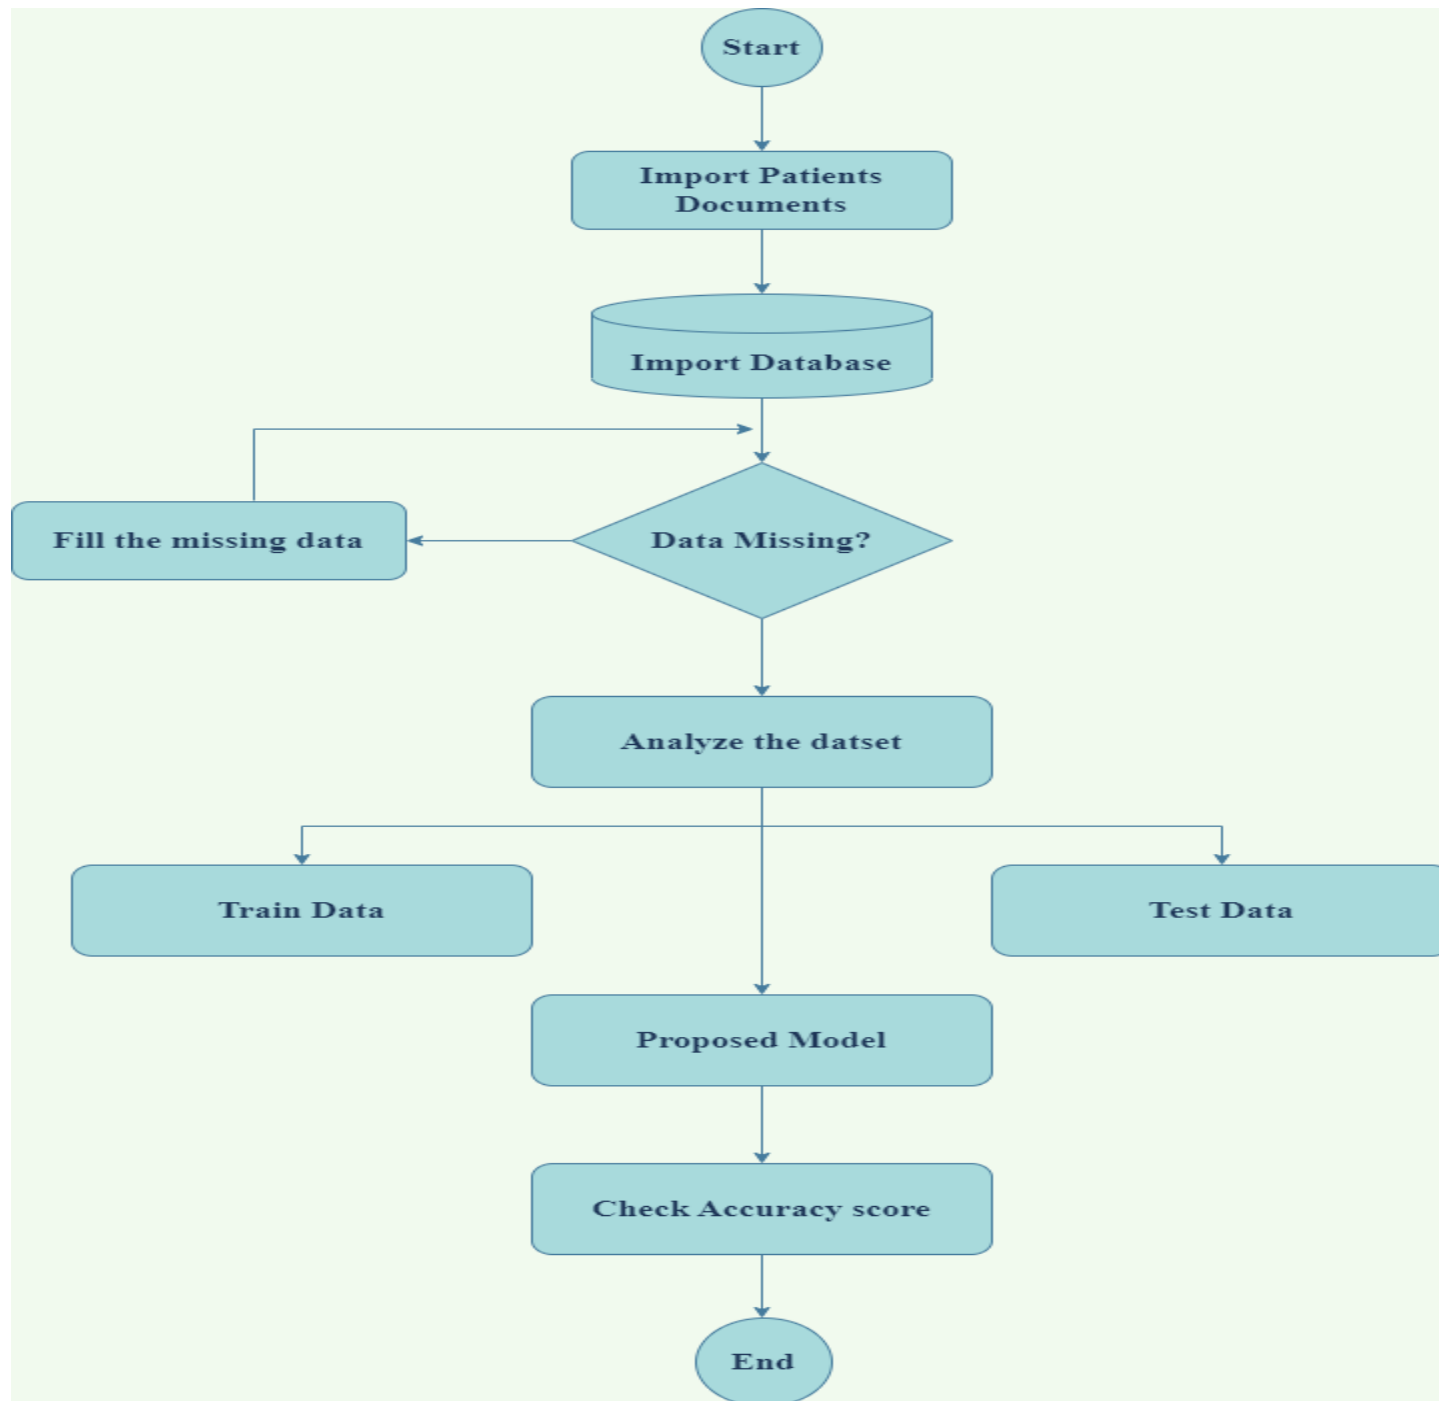 Start
Import Patients
Documents
Import Database
Fill the missing data
Data Missing?
Analyze the datset
Train Data
Test Data
Proposed Model
Check Accuracy score
End